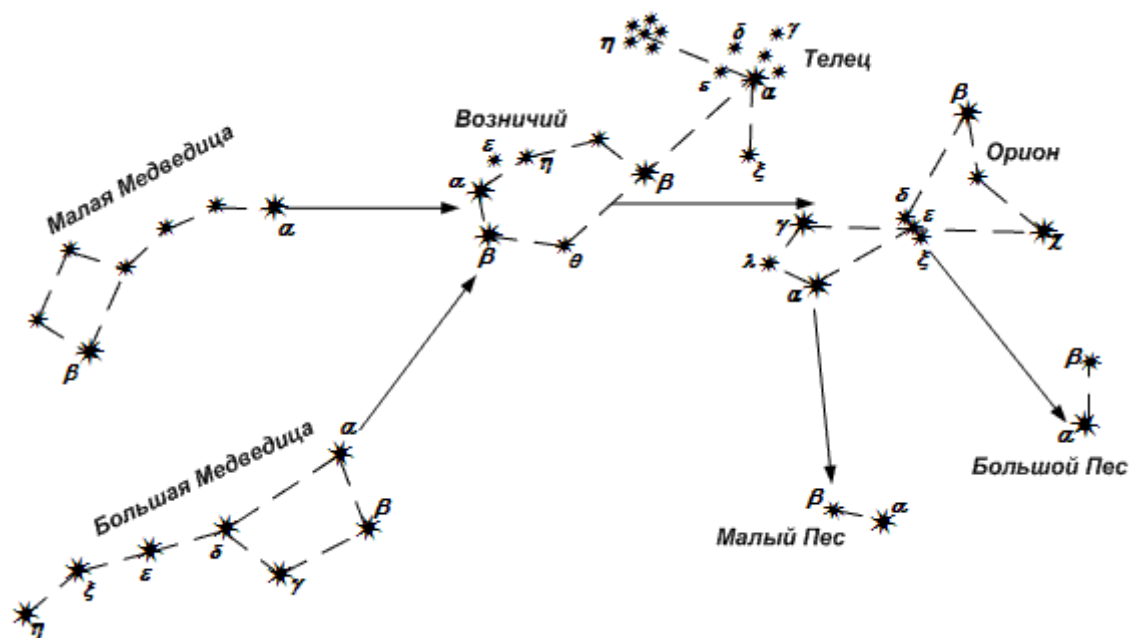 η
δ
γ
Телец
ε
α
ξ
Возничий
ε
η
α
β
β
θ
Малая Медведица
α
β
β
Орион
δ
ε
γ
ξ
χ
λ
α
Большая Медведица
α
β
δ
ε
ξ
γ
η
β
α
Большой Пес
β
α
Малый Пес